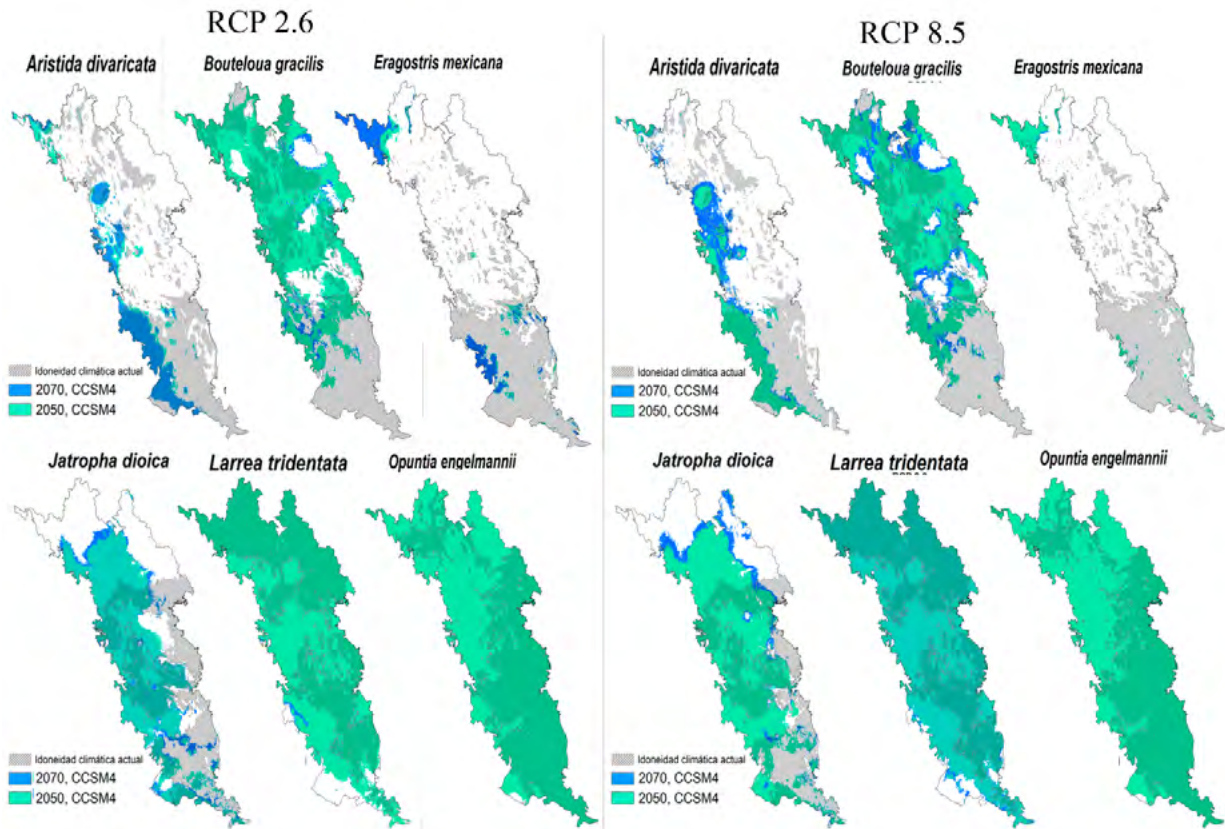 RCP 2.6
Aristida divaricata
Bouteloua gracilis
Eragostris mexicana
Idoneidad climática actual
2070, CCSM4
2050, CCSM4
Jatropha dioica
Larrea tridentata
Opuntia engelmannii
Idoneidad climática actual
2070, CCSM4
2050, CCSM4
RCP 8.5
Aristida divaricata
Bouteloua gracilis
Eragostris mexicana
Idoneidad climática actual
2070, CCSM4
2050, CCSM4
Jatropha dioica
Larrea tridentata
Opuntia engelmannii
Idoneidad climática actual
2070, CCSM4
2050, CCSM4